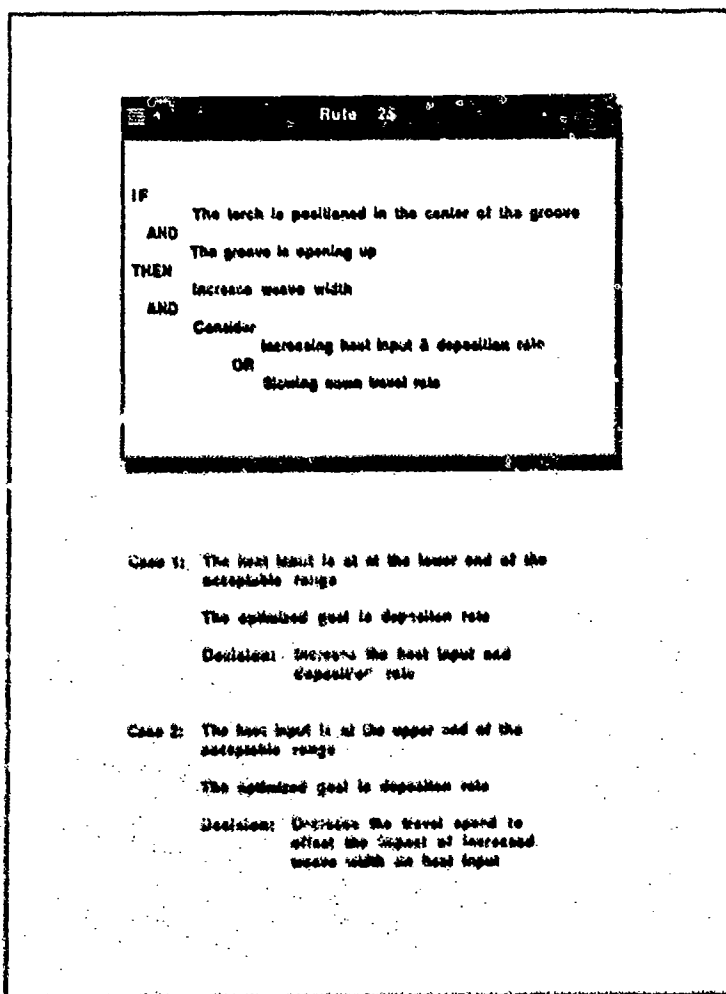 Rule 25
IF
The torch is positioned in the center of the groove
AND
The groove is opening up
THEN
Increase weave width
AND
Consider
Increasing heat input & deposition rate
OR
Slowing down travel rate
Case 1: The heat input is at at the lower end of the
acceptable range
The optimized goal is deposition rate
Decision: Increase the heat input and
deposition rate
Case 2: The heat input is at the upper end of the
acceptable range
The optimized goal is deposition rate
Decision: Decrease the travel speed to
offset the impact of increased
weave width on heat input